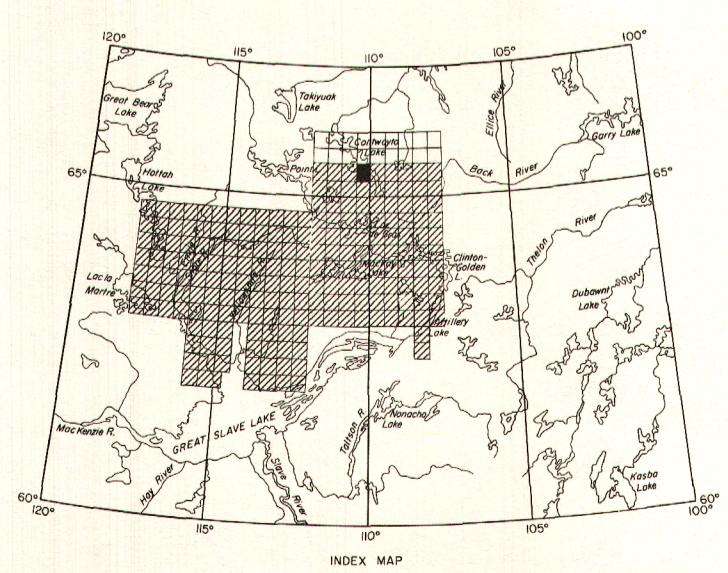 120°
115°
110°
105°
100°
Great Bear
Lake
Takiyuak
Lake
Ellice River
Garry Lake
Contwoyto
Lake
Point
Back River
65°
65°
Hottah
Lake
Lac la
Martre
MacKay
Lake
Clinton-
Golden
L.
Thelon River
Dubawnt
Lake
Artillery
Lake
MacKenzie R.
GREAT SLAVE LAKE
Hay River
Slave River
Taltson R.
Nonacho
Lake
Kasba
Lake
60°
120°
115°
110°
105°
60°
100°
INDEX MAP